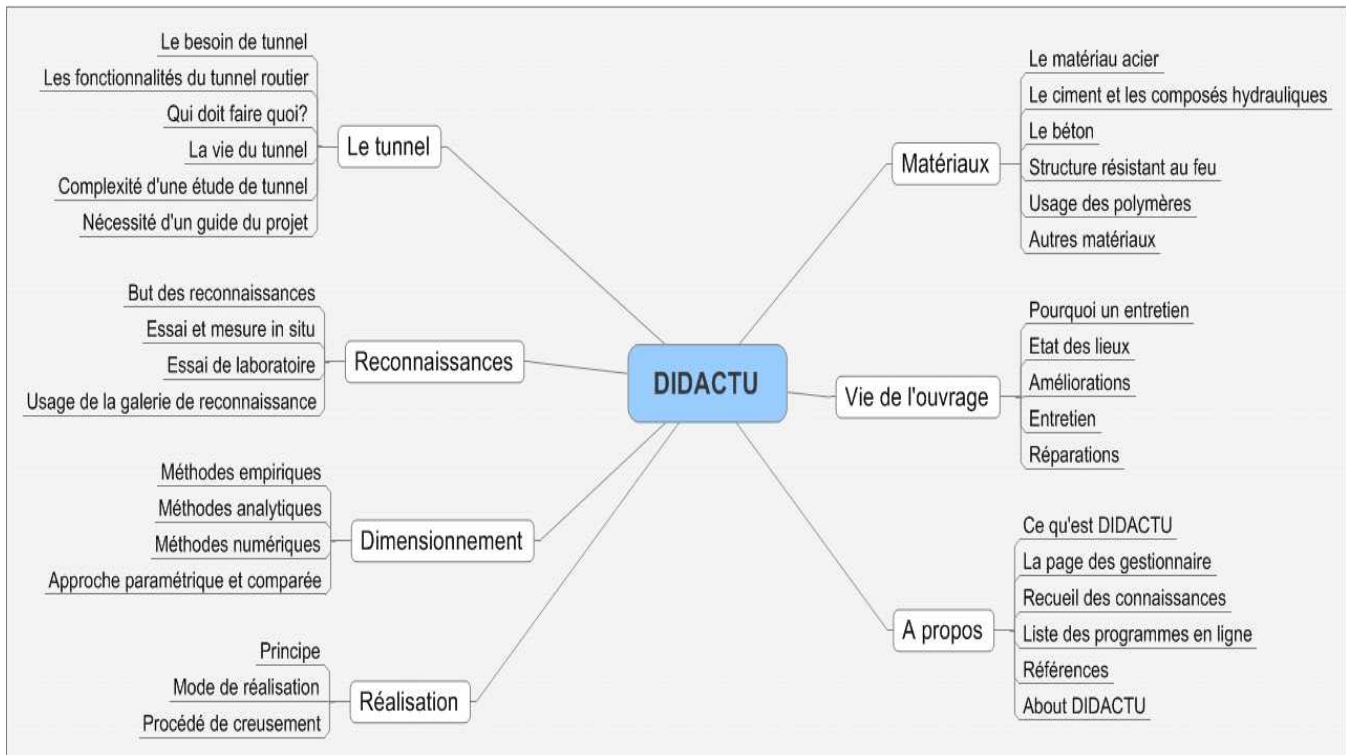 Le besoin de tunnel
Les fonctionnalités du tunnel routier
Qui doit faire quoi?
La vie du tunnel
Complexité d'une étude de tunnel
Nécessité d'un guide du projet
Le tunnel
But des reconnaissances
Essai et mesure in situ
Essai de laboratoire
Usage de la galerie de reconnaissance
Reconnaissances
Méthodes empiriques
Méthodes analytiques
Méthodes numériques
Approche paramétrique et comparée
Dimensionnement
Principe
Mode de réalisation
Procédé de creusement
Réalisation
DIDACTU
Matériaux
Le matériau acier
Le ciment et les composés hydrauliques
Le béton
Structure résistant au feu
Usage des polymères
Autres matériaux
Vie de l'ouvrage
Pourquoi un entretien
Etat des lieux
Améliorations
Entretien
Réparations
A propos
Ce qu'est DIDACTU
La page des gestionnaire
Recueil des connaissances
Liste des programmes en ligne
Références
About DIDACTU